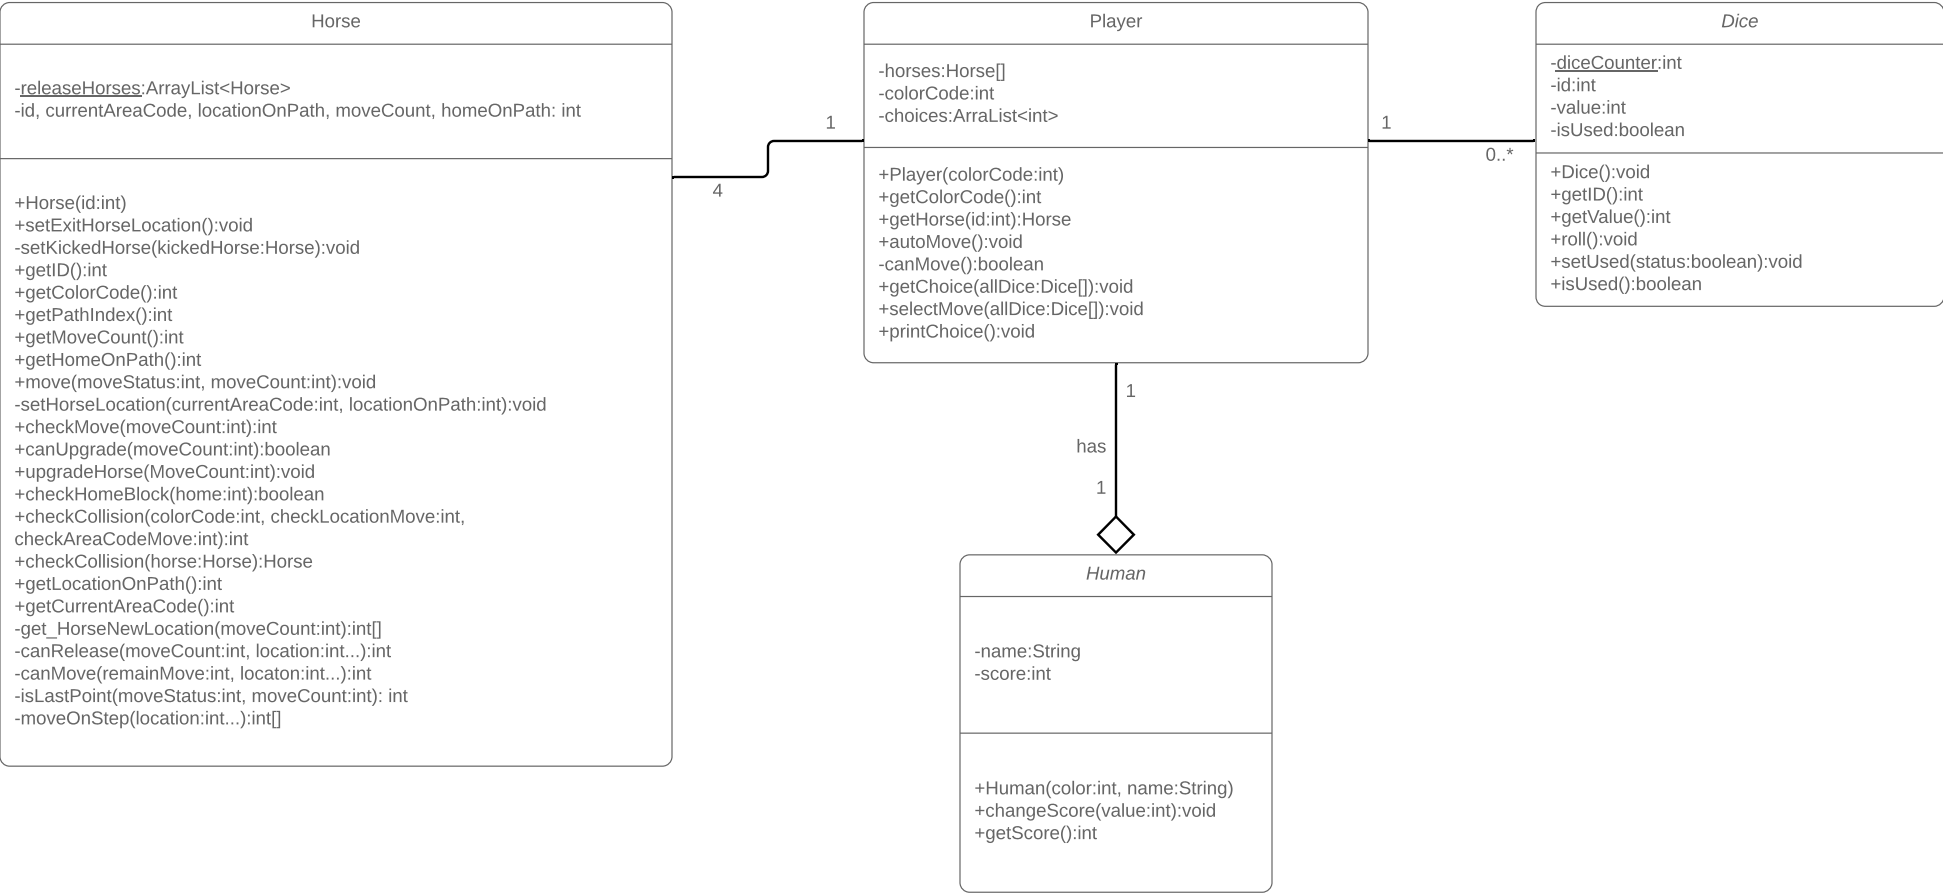 Horse
-releaseHorses:ArrayList<Horse>
-id, currentAreaCode, locationOnPath, moveCount, homeOnPath: int
+Horse(id:int)
+setExitHorseLocation():void
-setKickedHorse(kickedHorse:Horse):void
+getID():int
+getColorCode():int
+getPathIndex():int
+getMoveCount():int
+getHomeOnPath():int
+move(moveStatus:int, moveCount:int):void
-setHorseLocation(currentAreaCode:int, locationOnPath:int):void
+checkMove(moveCount:int):int
+canUpgrade(moveCount:int):boolean
+upgradeHorse(MoveCount:int):void
+checkHomeBlock(home:int):boolean
+checkCollision(colorCode:int, checkLocationMove:int,
checkAreaCodeMove:int):int
+checkCollision(horse:Horse):Horse
+getLocationOnPath():int
+getCurrentAreaCode():int
-get_HorseNewLocation(moveCount:int):int[]
-canRelease(moveCount:int, location:int...):int
-canMove(remainMove:int, locaton:int...):int
-isLastPoint(moveStatus:int, moveCount:int): int
-moveOnStep(location:int...):int[]
4
1
Player
-horses:Horse[]
-colorCode:int
-choices:ArraList<int>
+Player(colorCode:int)
+getColorCode():int
+getHorse(id:int):Horse
+autoMove():void
-canMove():boolean
+getChoice(allDice:Dice[]):void
+selectMove(allDice:Dice[]):void
+printChoice():void
1
0..*
Dice
-diceCounter:int
-id:int
-value:int
-isUsed:boolean
+Dice():void
+getID():int
+getValue():int
+roll():void
+setUsed(status:boolean):void
+isUsed():boolean
1
has
1
Human
-name:String
-score:int
+Human(color:int, name:String)
+changeScore(value:int):void
+getScore():int